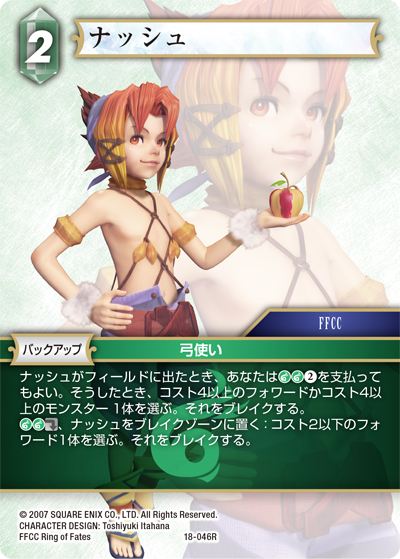 2
ナッシュ
FFCC
バックアップ
弓使い
ナッシュがフィールドに出たとき、あなたは2を支払って
もよい。そうしたとき、コスト4以上のフォワードかコスト4以
上のモンスター 1体を選ぶ。それをブレイクする。
、ナッシュをブレイクゾーンに置く:コスト2以下のフォ
ワード1体を選ぶ。それをブレイクする。
© 2007 SQUARE ENIX CO., LTD. All Rights Reserved.
CHARACTER DESIGN: Toshiyuki Itahana
FFCC Ring of Fates
18-046R